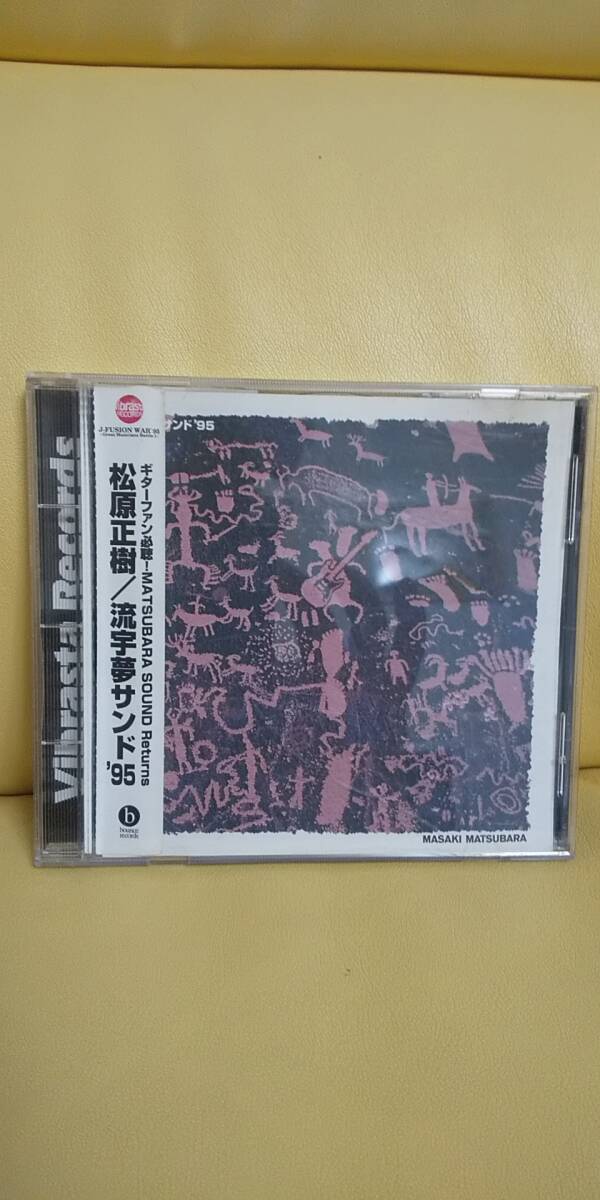 Vibrasta Records
J-FUSION WAR'95
ギターファン必聴!MATSUBARA SOUND Returns
松原正樹/流宇夢サンド'95
b
bounce
records
ンド'95
MASAKI MATSUBARA